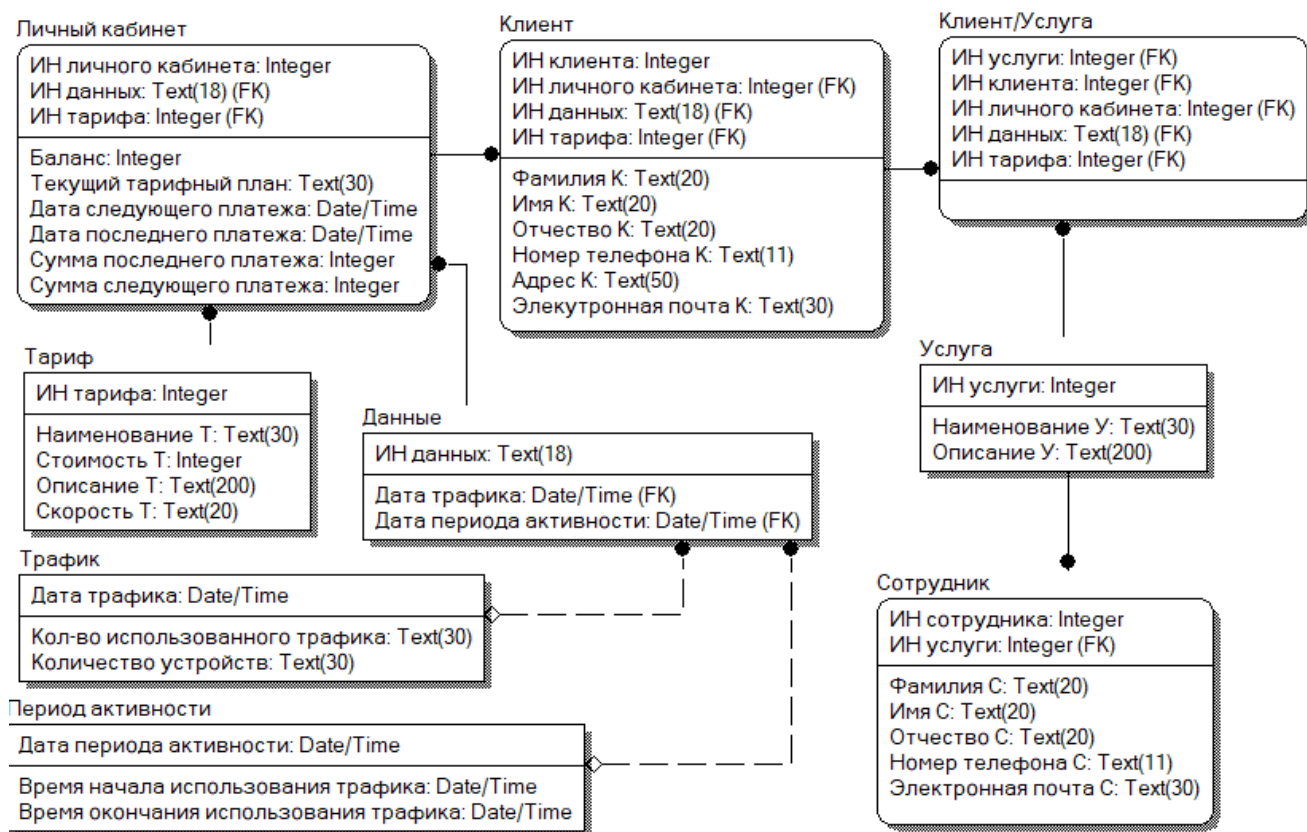 Личный кабинет
ИН личного кабинета: Integer
ИН данных: Text(18) (FK)
ИН тарифа: Integer (FK)
Баланс: Integer
Текущий тарифный план: Text(30)
Дата следующего платежа: Date/Time
Дата последнего платежа: Date/Time
Сумма последнего платежа: Integer
Сумма следующего платежа: Integer
Клиент
ИН клиента: Integer
ИН личного кабинета: Integer (FK)
ИН данных: Text(18) (FK)
ИН тарифа: Integer (FK)
Фамилия К: Text(20)
Имя К: Text(20)
Отчество К: Text(20)
Номер телефона К: Text(11)
Адрес К: Text(50)
Элекутронная почта К: Text(30)
Клиент/Услуга
ИН услуги: Integer (FK)
ИН клиента: Integer (FK)
ИН личного кабинета: Integer (FK)
ИН данных: Text(18) (FK)
ИН тарифа: Integer (FK)
Тариф
ИН тарифа: Integer
Наименование Т: Text(30)
Стоимость Т: Integer
Описание Т: Text(200)
Скорость Т: Text(20)
Данные
ИН данных: Text(18)
Дата трафика: Date/Time (FK)
Дата периода активности: Date/Time (FK)
Услуга
ИН услуги: Integer
Наименование У: Text(30)
Описание У: Text(200)
Трафик
Дата трафика: Date/Time
Кол-во использованного трафика: Text(30)
Количество устройств: Text(30)
Период активности
Дата периода активности: Date/Time
Время начала использования трафика: Date/Time
Время окончания использования трафика: Date/Time
Сотрудник
ИН сотрудника: Integer
ИН услуги: Integer (FK)
Фамилия С: Text(20)
Имя С: Text(20)
Отчество С: Text(20)
Номер телефона С: Text(11)
Электронная почта С: Text(30)